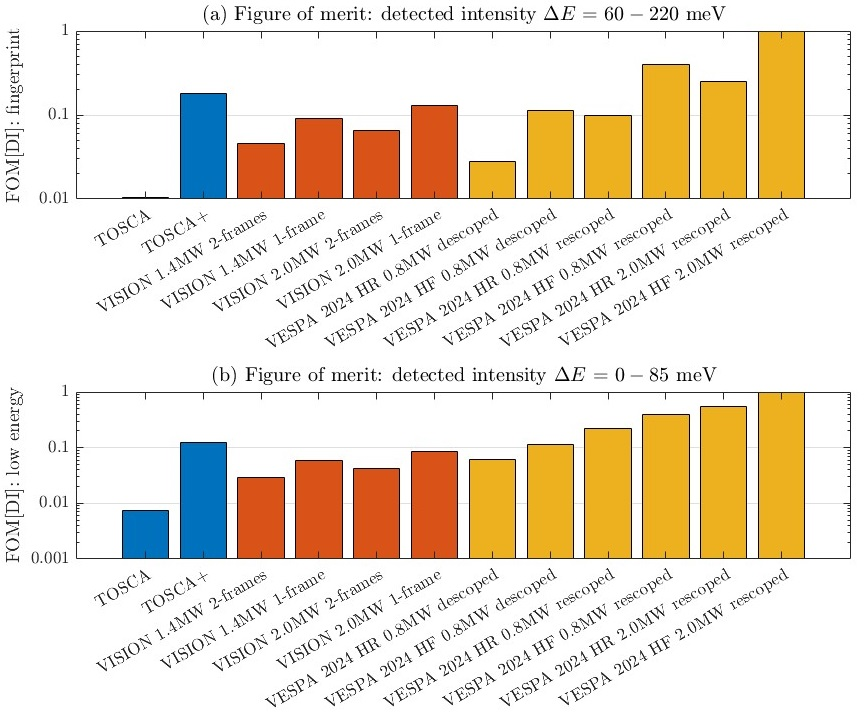 (a) Figure of merit: detected intensity ΔE = 60 − 220 meV
FOM[DI]: fingerprint
1
0.1
0.01
TOSCA
TOSCA+
VISION 1.4MW 2-frames
VISION 1.4MW 1-frame
VISION 2.0MW 2-frames
VISION 2.0MW 1-frame
VESPA 2024 HR 0.8MW descoped
VESPA 2024 HF 0.8MW descoped
VESPA 2024 HR 0.8MW rescoped
VESPA 2024 HF 0.8MW rescoped
VESPA 2024 HR 2.0MW rescoped
VESPA 2024 HF 2.0MW rescoped
(b) Figure of merit: detected intensity ΔE = 0 − 85 meV
FOM[DI]: low energy
1
0.1
0.01
0.001
TOSCA
TOSCA+
VISION 1.4MW 2-frames
VISION 1.4MW 1-frame
VISION 2.0MW 2-frames
VISION 2.0MW 1-frame
VESPA 2024 HR 0.8MW descoped
VESPA 2024 HF 0.8MW descoped
VESPA 2024 HR 0.8MW rescoped
VESPA 2024 HF 0.8MW rescoped
VESPA 2024 HR 2.0MW rescoped
VESPA 2024 HF 2.0MW rescoped